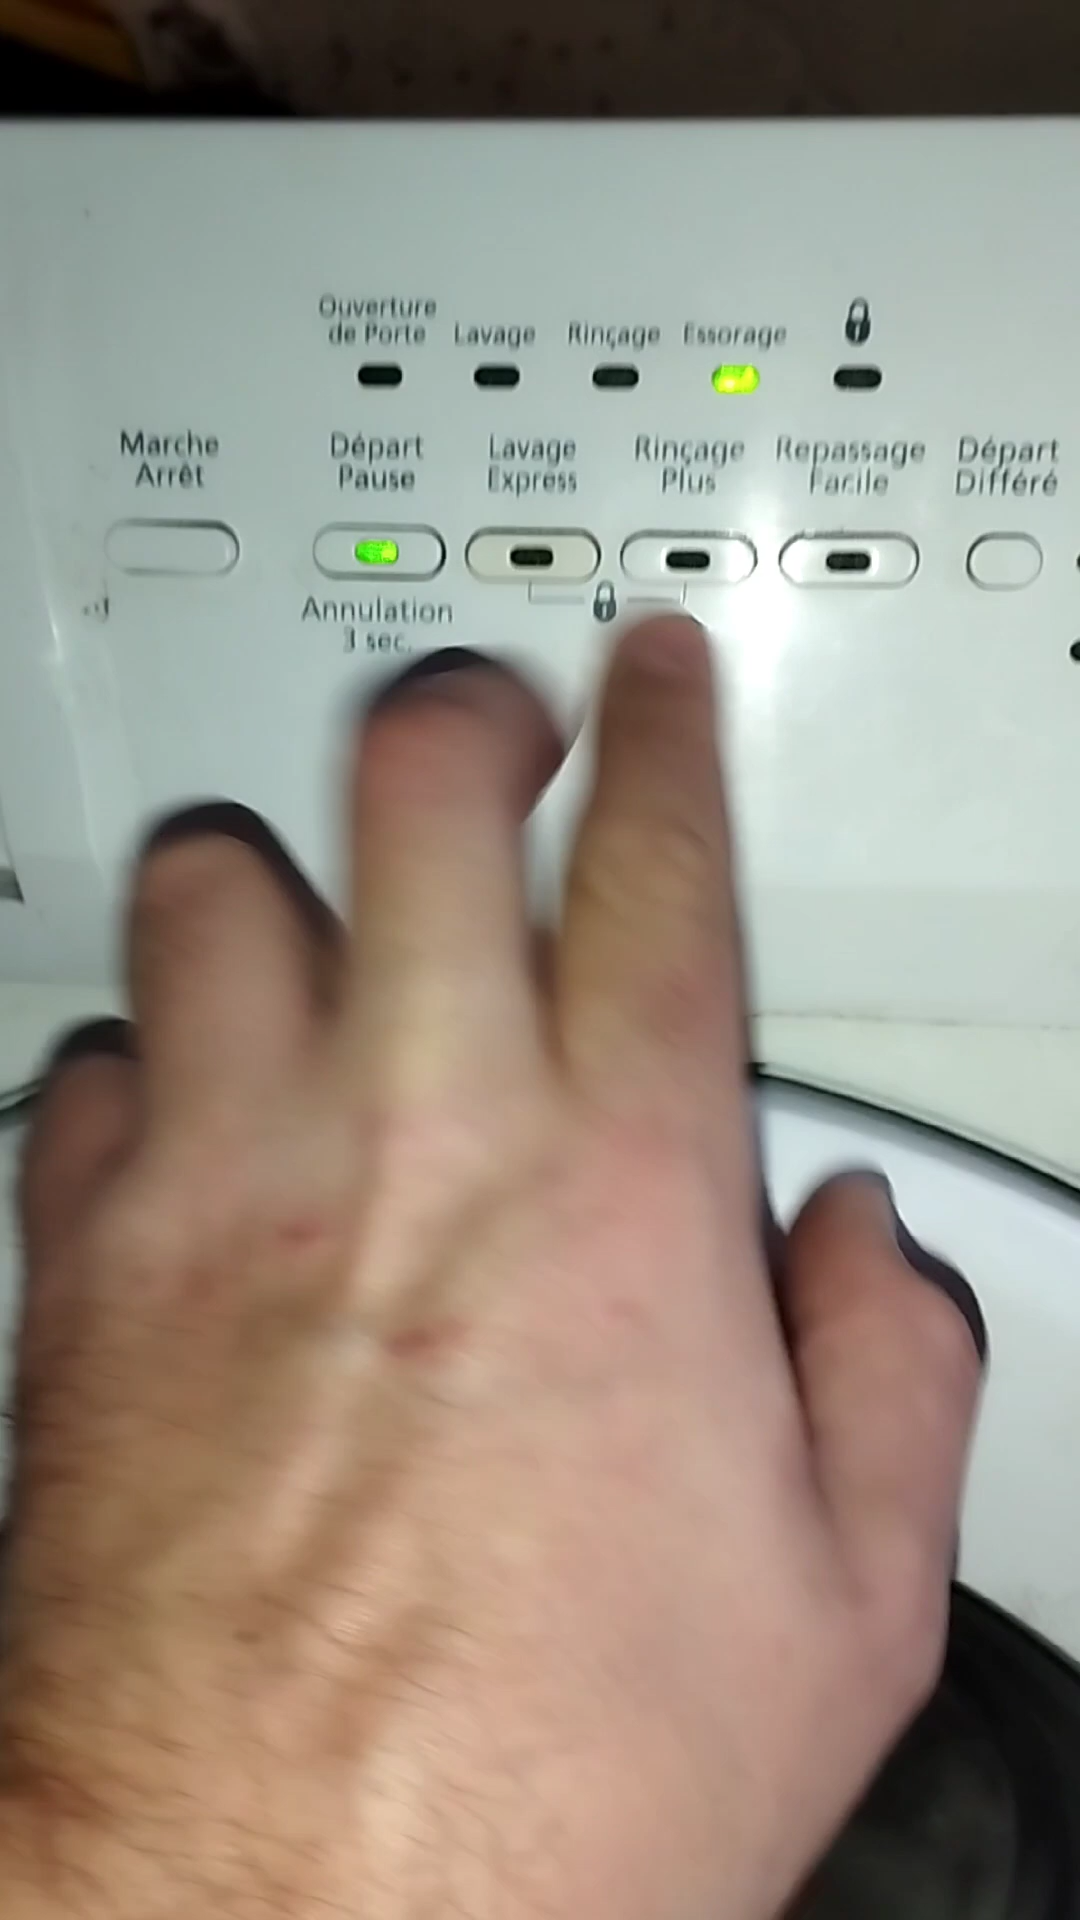 Ouverture
de Porte
Lavage
Rinçage
Essorage
Marche
Arrêt
Départ
Pause
Lavage
Express
Rinçage
Plus
Repassage
Facile
Départ
Différé
Annulation
3 sec.